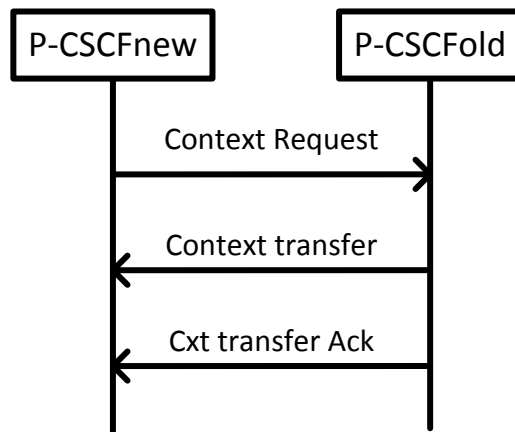 P-CSCFnew
P-CSCFold
Context Request
Context transfer
Cxt transfer Ack